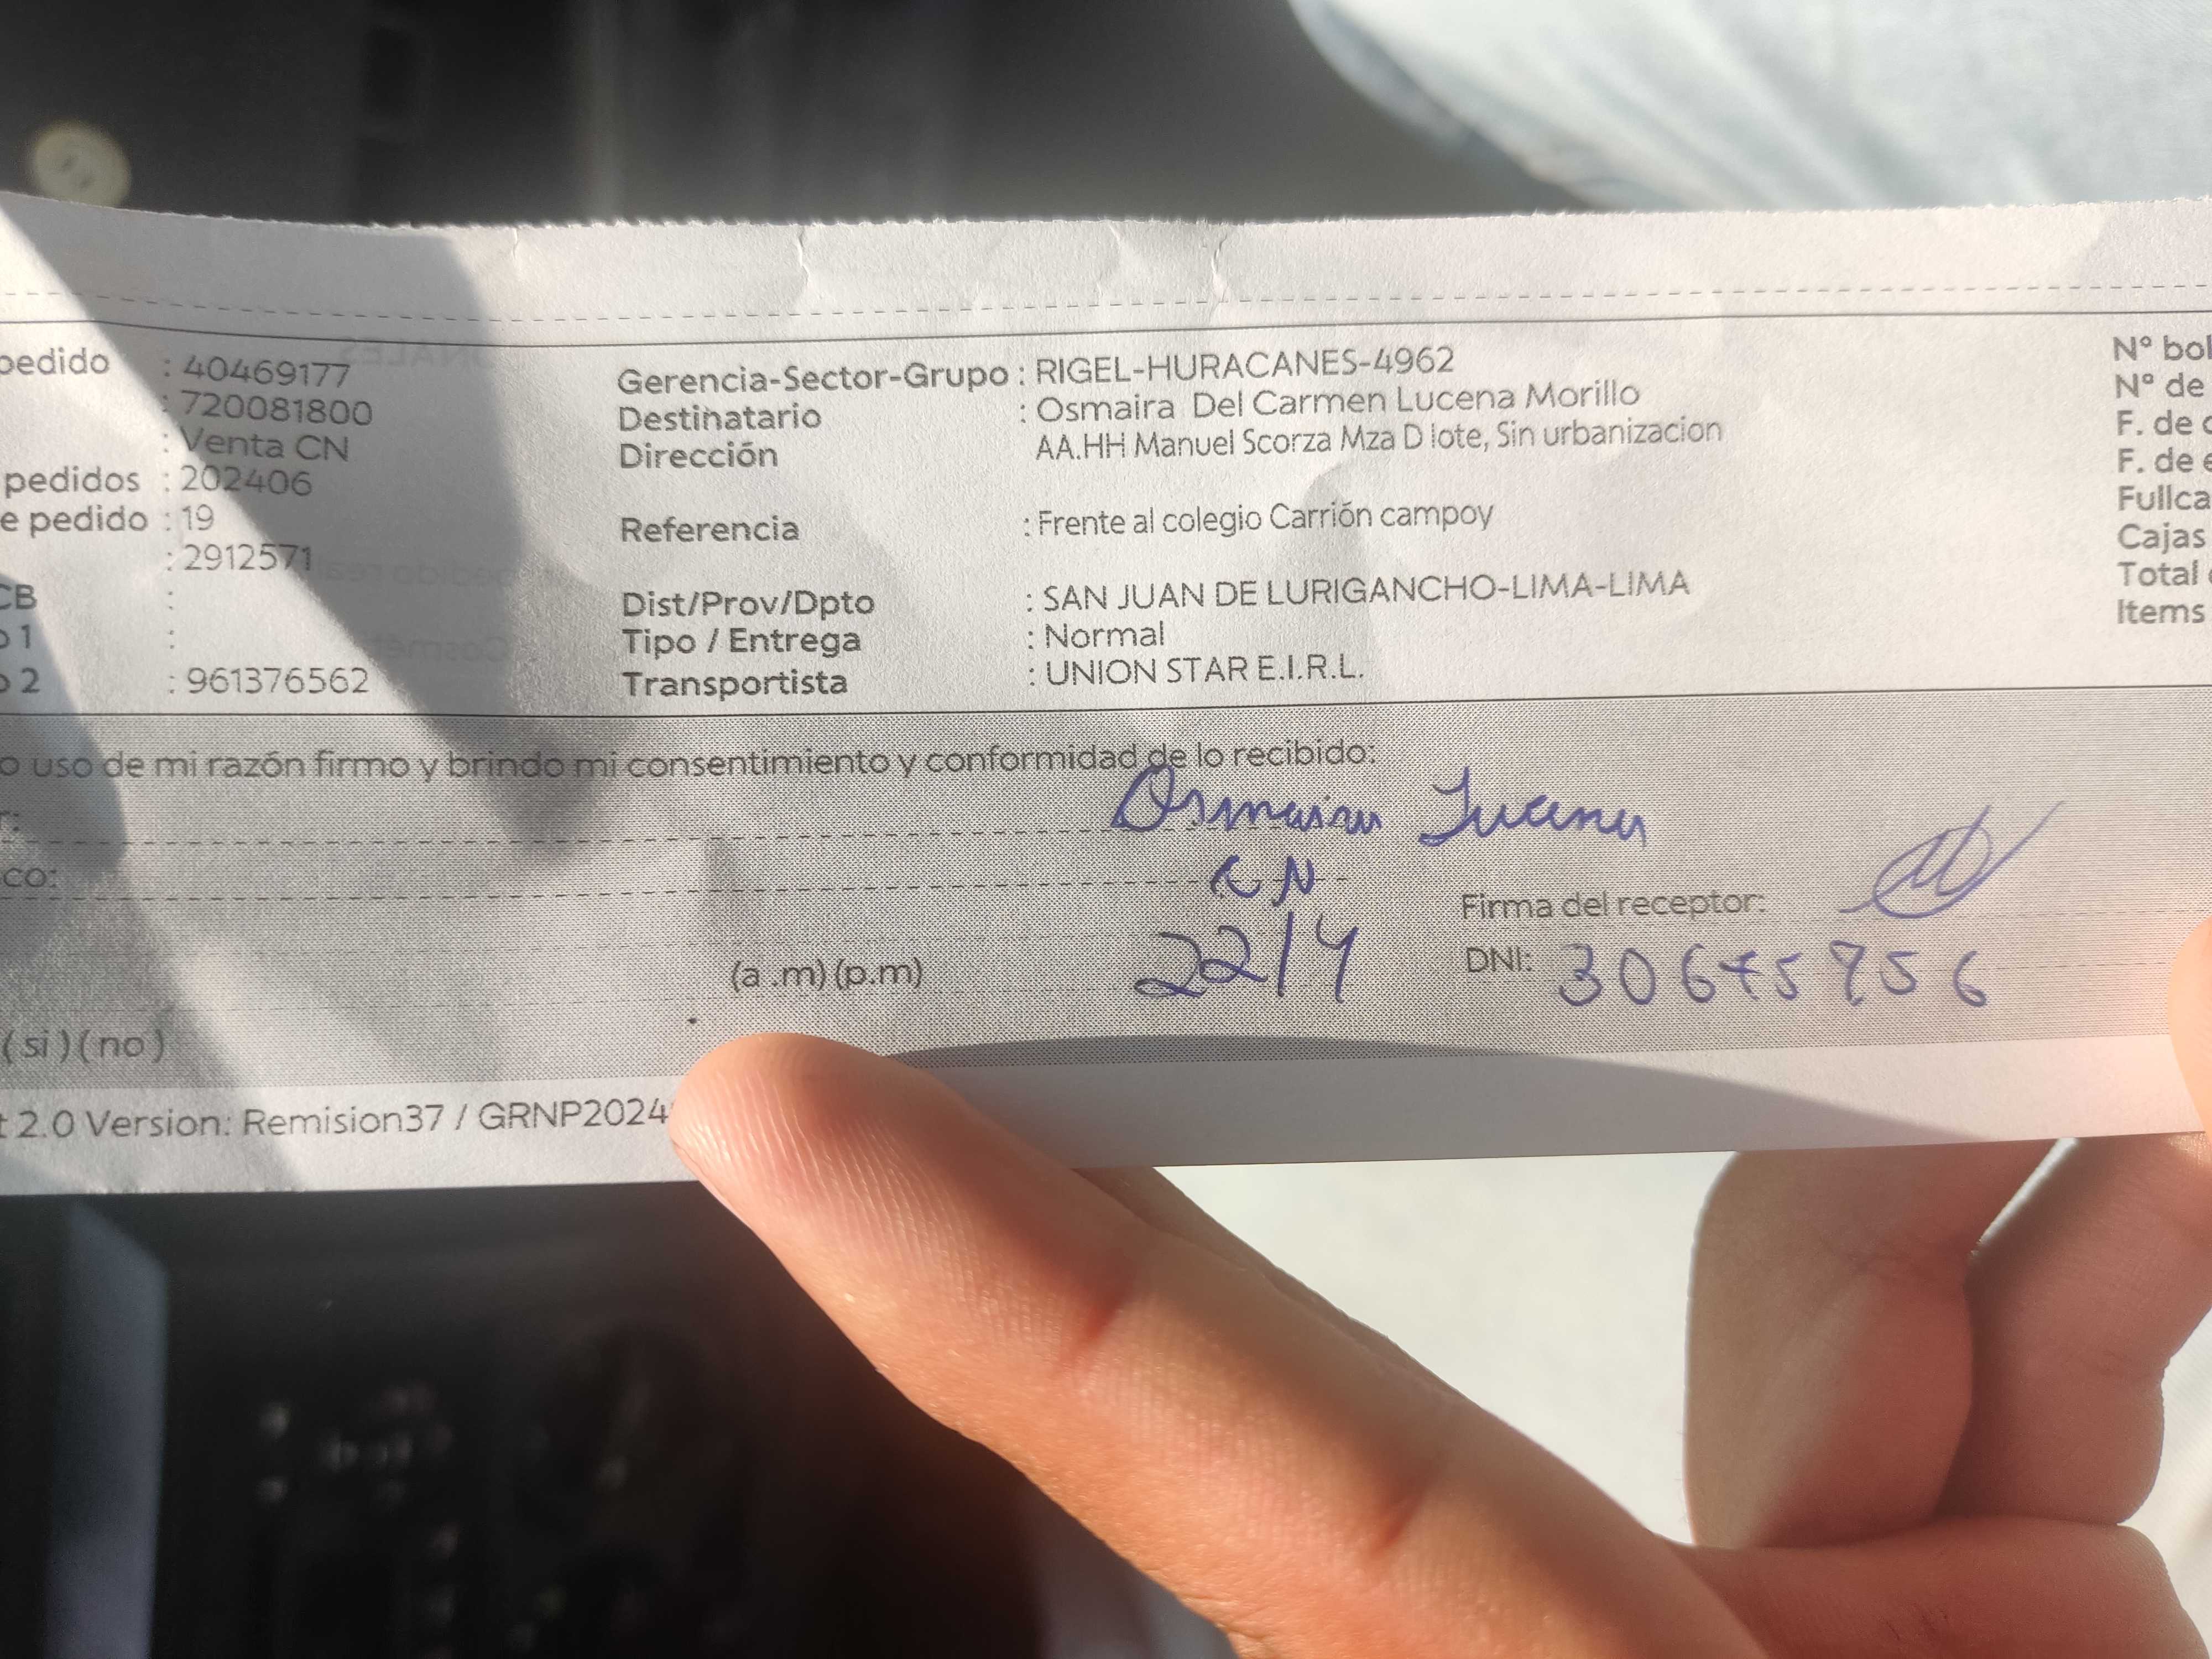 pedido : 40469177
: 720081800
: Venta CN
pedidos : 202406
e pedido : 19
: 2912571
CB :
o 1 :
o 2 : 961376562
Gerencia-Sector-Grupo : RIGEL-HURACANES-4962
Destinatario : Osmaira Del Carmen Lucena Morillo
Dirección AA.HH Manuel Scorza Mza D lote, Sin urbanizacion
Referencia : Frente al colegio Carrión campoy
Dist/Prov/Dpto : SAN JUAN DE LURIGANCHO-LIMA-LIMA
Tipo / Entrega : Normal
Transportista : UNION STAR E.I.R.L.
N° bol
N° de
F. de
F. de e
Fullca
Cajas
Total
Items
o uso de mi razón firmo y brindo mi consentimiento y conformidad de lo recibido:
r:
Osmaira Lucena
co:
CN
Firma del receptor:
(a .m) (p.m) 22/4
DNI:
( si ) ( no )
t 2.0 Version: Remision37 / GRNP2024